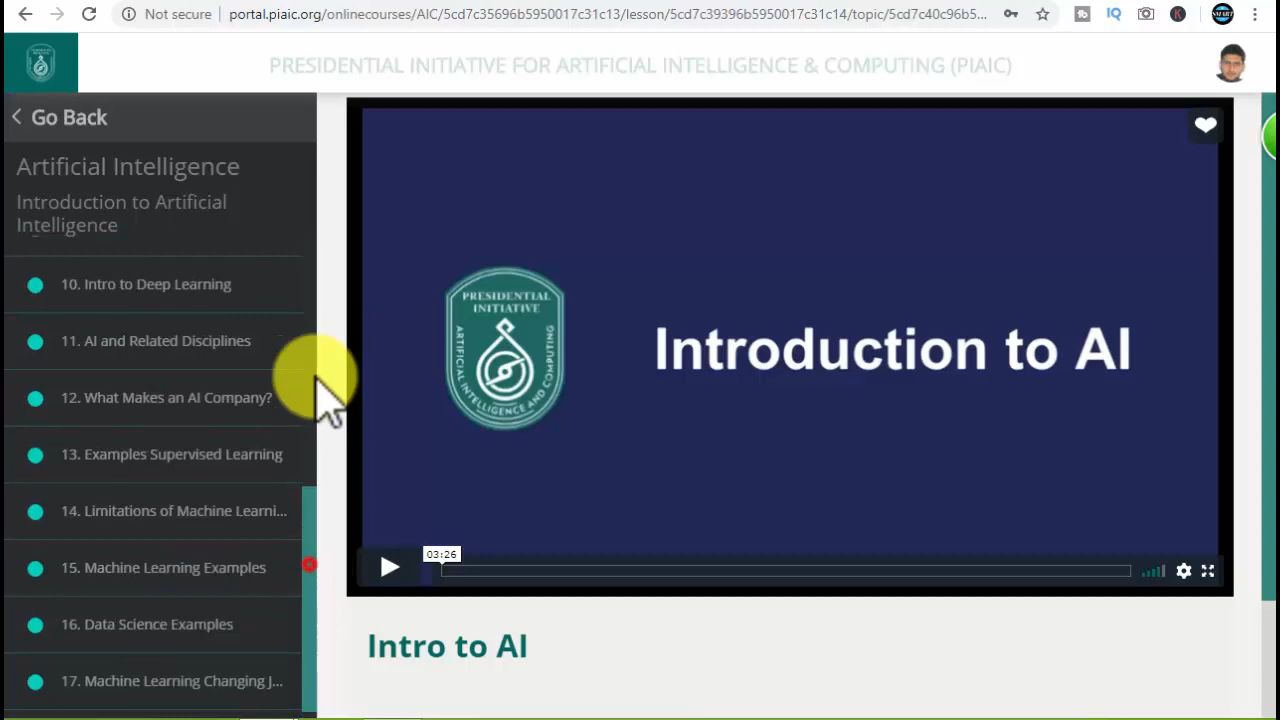 Not secure
portal.piaic.org/onlinecourses/AIC/5cd7c35696b5950017c31c13/lesson/5cd7c39396b5950017c31c14/topic/5cd7c40c96b5...
IQ
K
SMART
PRESIDENTIAL INITIATIVE FOR ARTIFICIAL INTELLIGENCE & COMPUTING (PIAIC)
Go Back
Artificial Intelligence
Introduction to Artificial
Intelligence
10. Intro to Deep Learning
11. AI and Related Disciplines
12. What Makes an AI Company?
13. Examples Supervised Learning
14. Limitations of Machine Learni...
15. Machine Learning Examples
16. Data Science Examples
17. Machine Learning Changing J...
PRESIDENTIAL
INITIATIVE
ARTIFICIAL INTELLIGENCE AND COMPUTING
Introduction to AI
03:26
Intro to AI